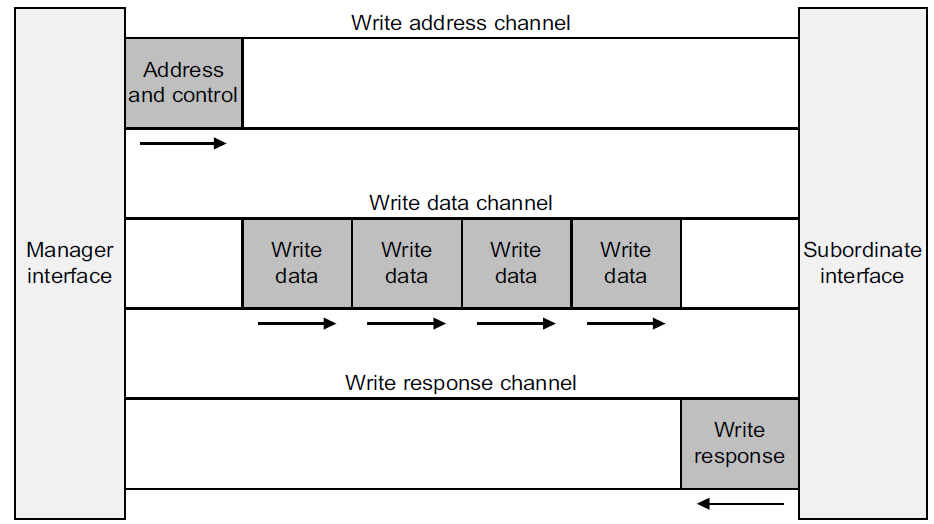 Write address channel
Address
and control
Write data channel
Manager
interface
Write
data
Write
data
Write
data
Write
data
Subordinate
interface
Write response channel
Write
response